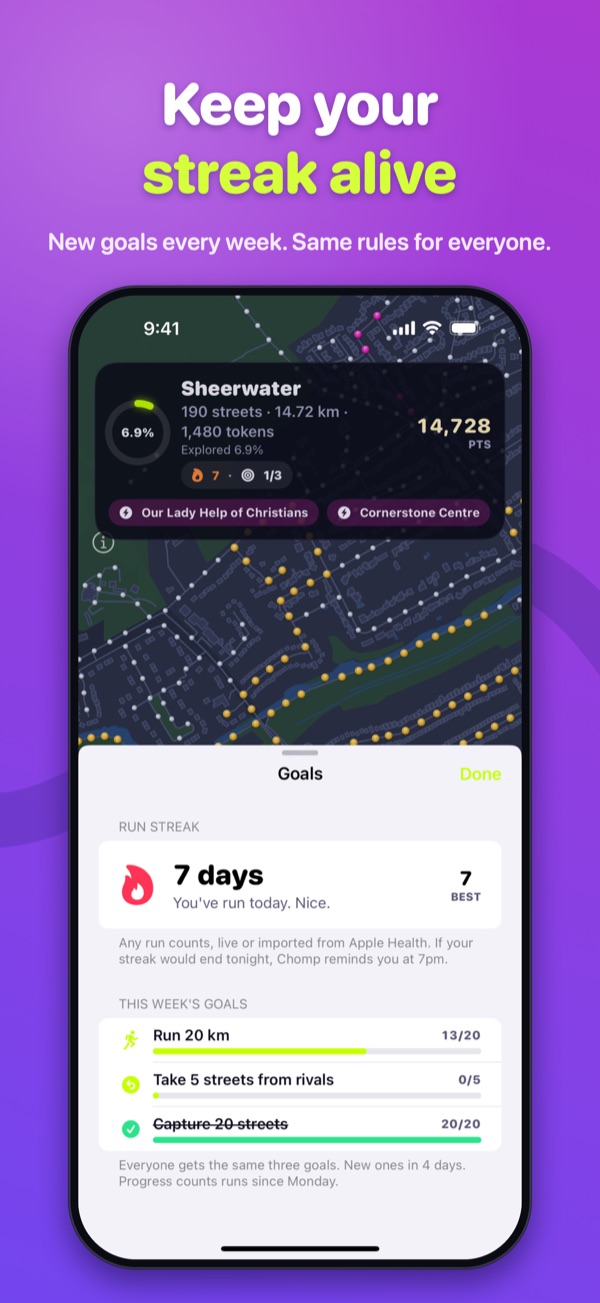 Keep your
streak alive
New goals every week. Same rules for everyone.
9:41
Sheerwater
190 streets · 14.72 km ·
1,480 tokens
Explored 6.9%
6.9%
14,728
PTS
7 · 1/3
Our Lady Help of Christians
Cornerstone Centre
Goals
Done
RUN STREAK
7 days
You've run today. Nice.
7
BEST
Any run counts, live or imported from Apple Health. If your
streak would end tonight, Chomp reminds you at 7pm.
THIS WEEK'S GOALS
Run 20 km
13/20
Take 5 streets from rivals
0/5
Capture 20 streets
20/20
Everyone gets the same three goals. New ones in 4 days.
Progress counts runs since Monday.